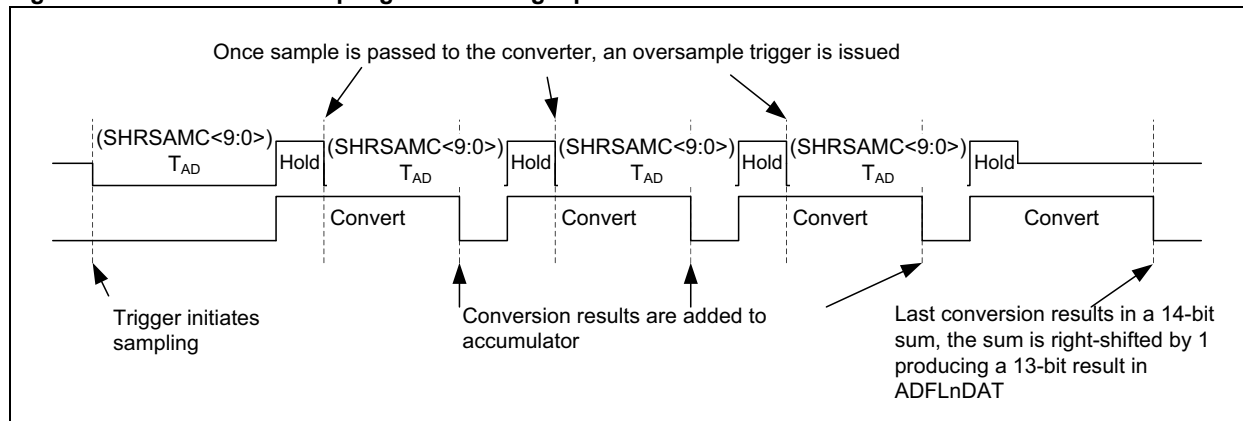 Once sample is passed to the converter, an oversample trigger is issued
(SHRSAMC<9:0>)
TAD
Hold
(SHRSAMC<9:0>)
TAD
Hold
(SHRSAMC<9:0>)
TAD
Hold
(SHRSAMC<9:0>)
TAD
Hold
Convert
Convert
Convert
Convert
Trigger initiates
sampling
Conversion results are added to
accumulator
Last conversion results in a 14-bit
sum, the sum is right-shifted by 1
producing a 13-bit result in
ADFLnDAT